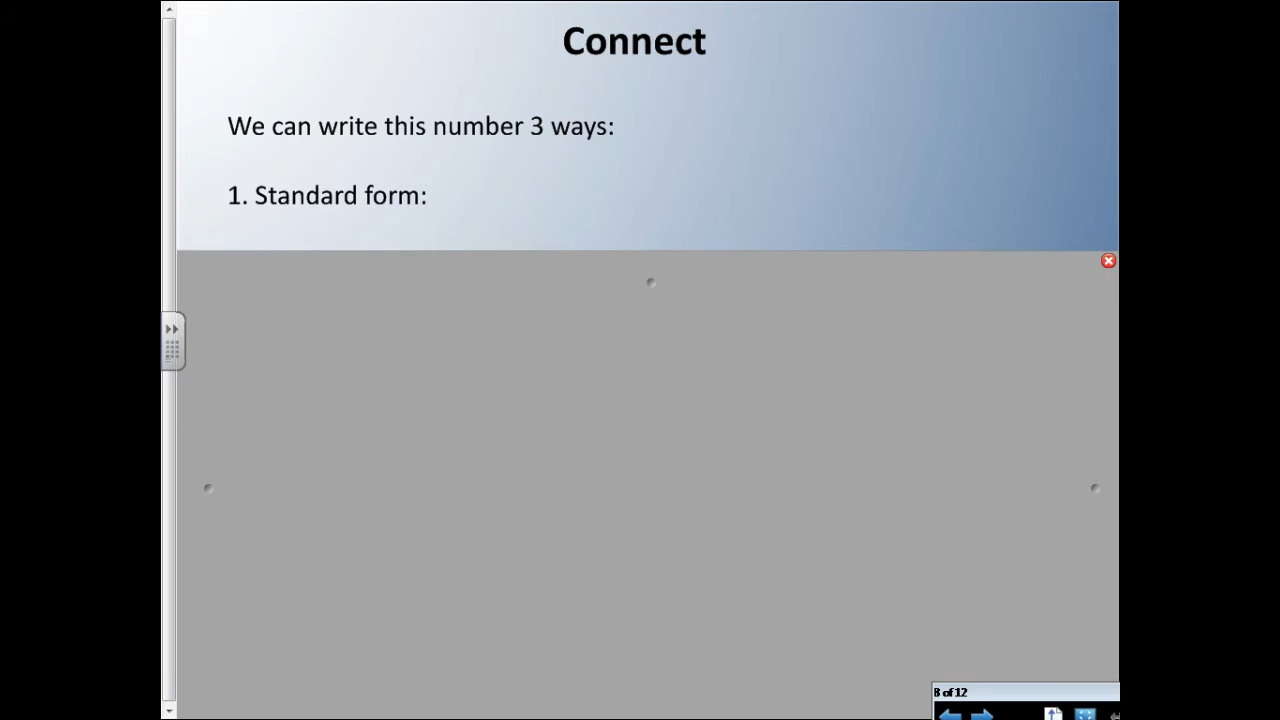 Connect
We can write this number 3 ways:
1. Standard form:
8 of 12